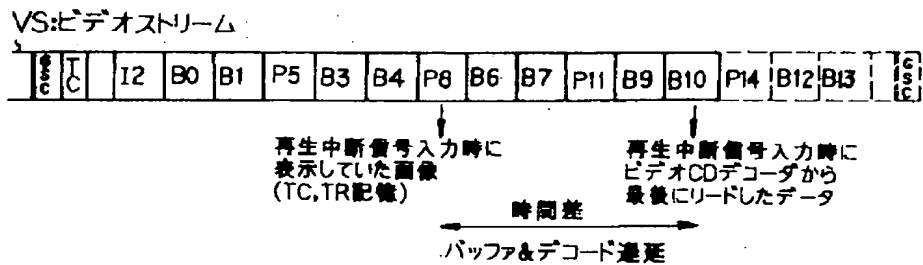 VS:ビデオストリーム
GSC TC I2 B0 B1 P5 B3 B4 P8 B6 B7 P11 B9 B10 P14 B12 B13 GSC
再生中断信号入力時に
表示していた画像
(TC,TR記憶)
再生中断信号入力時に
ビデオCDデコーダから
最後にリードしたデータ
時間差
バッファ&デコード遅延